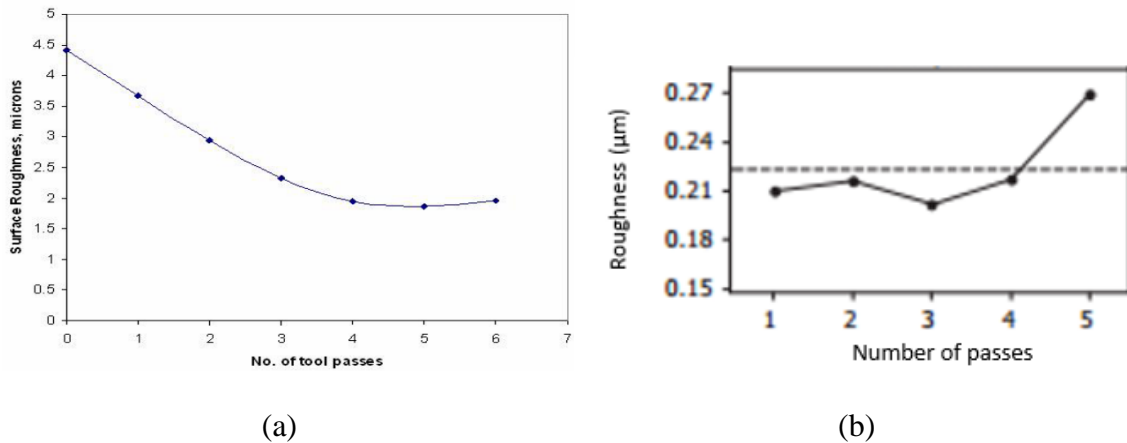 5
4.5
4
3.5
3
2.5
2
1.5
1
0.5
0
Surface Roughness, microns
0 1 2 3 4 5 6 7
No. of tool passes
(a)
0.27
0.24
0.21
0.18
0.15
Roughness (µm)
1 2 3 4 5
Number of passes
(b)